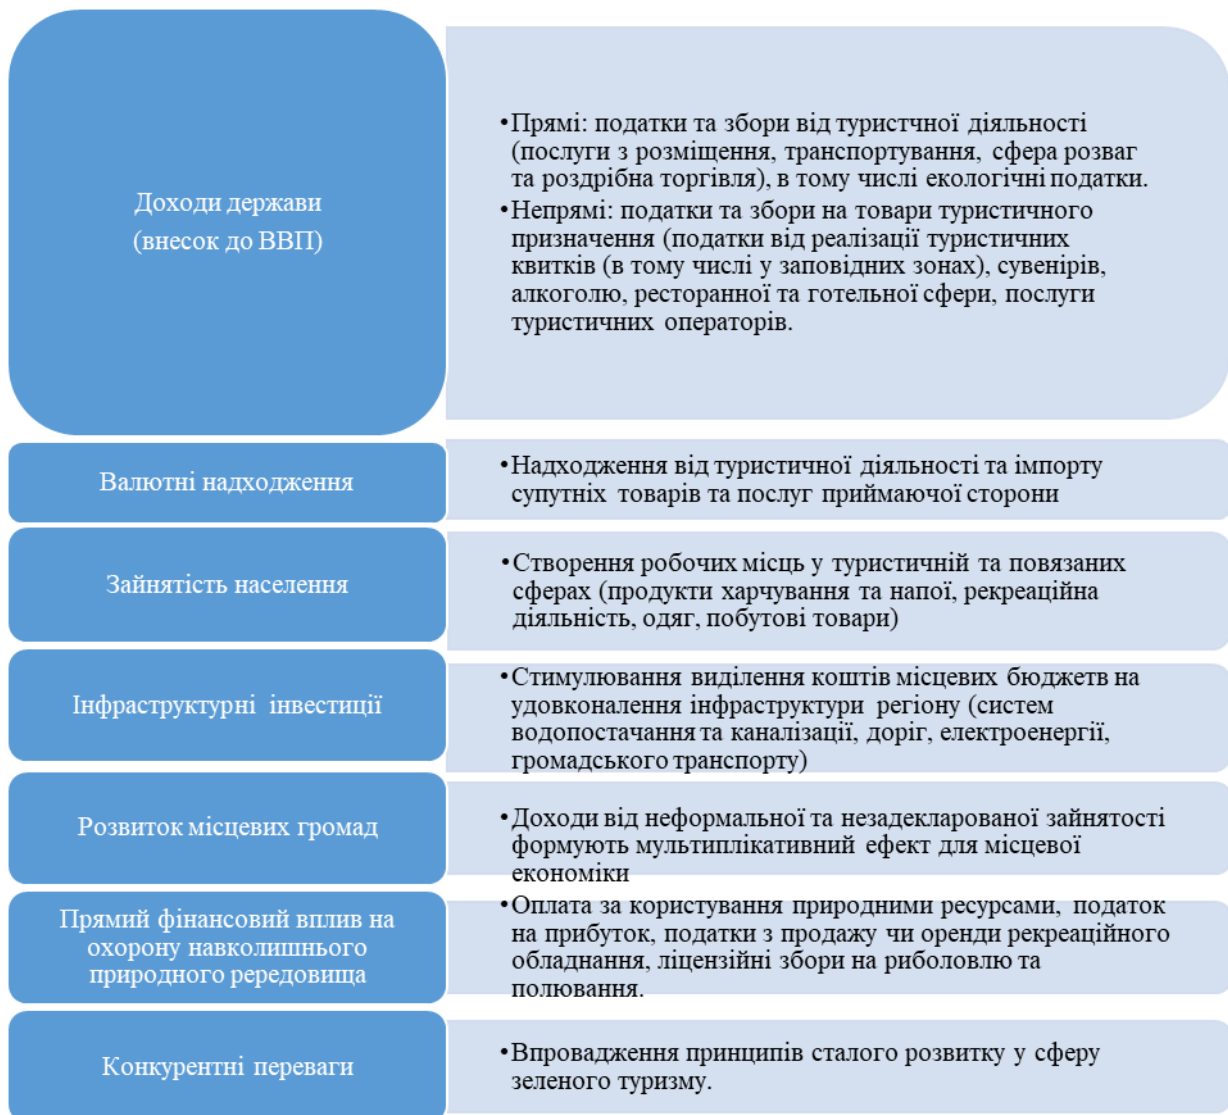 Доходи держави
(внесок до ВВП)
•Прямі: податки та збори від туристчної діяльності
(послуги з розміщення, транспортування, сфера розваг
та роздрібна торгівля), в тому числі екологічні податки.
•Непрямі: податки та збори на товари туристичного
призначення (податки від реалізації туристичних
квитків (в тому числі у заповідних зонах), сувенірів,
алкоголю, ресторанної та готельної сфери, послуги
туристичних операторів.
Валютні надходження
•Надходження від туристичної діяльності та імпорту
супутніх товарів та послуг приймаючої сторони
Зайнятість населення
•Створення робочих місць у туристичній та повязаних
сферах (продукти харчування та напої, рекреаційна
діяльність, одяг, побутові товари)
Інфраструктурні інвестиції
•Стимулювання виділення коштів місцевих бюджетв на
удовконалення інфраструктури регіону (систем
водопостачання та каналізації, доріг, електроенергії,
громадського транспорту)
Розвиток місцевих громад
•Доходи від неформальної та незадекларованої зайнятості
формують мультиплікативний ефект для місцевої
економіки
Прямий фінансовий вплив на
охорону навколишнього
природного рередовища
•Оплата за користування природними ресурсами, податок
на прибуток, податки з продажу чи оренди рекреаційного
обладнання, ліцензійні збори на риболовлю та
полювання.
Конкурентні переваги
•Впровадження принципів сталого розвитку у сферу
зеленого туризму.